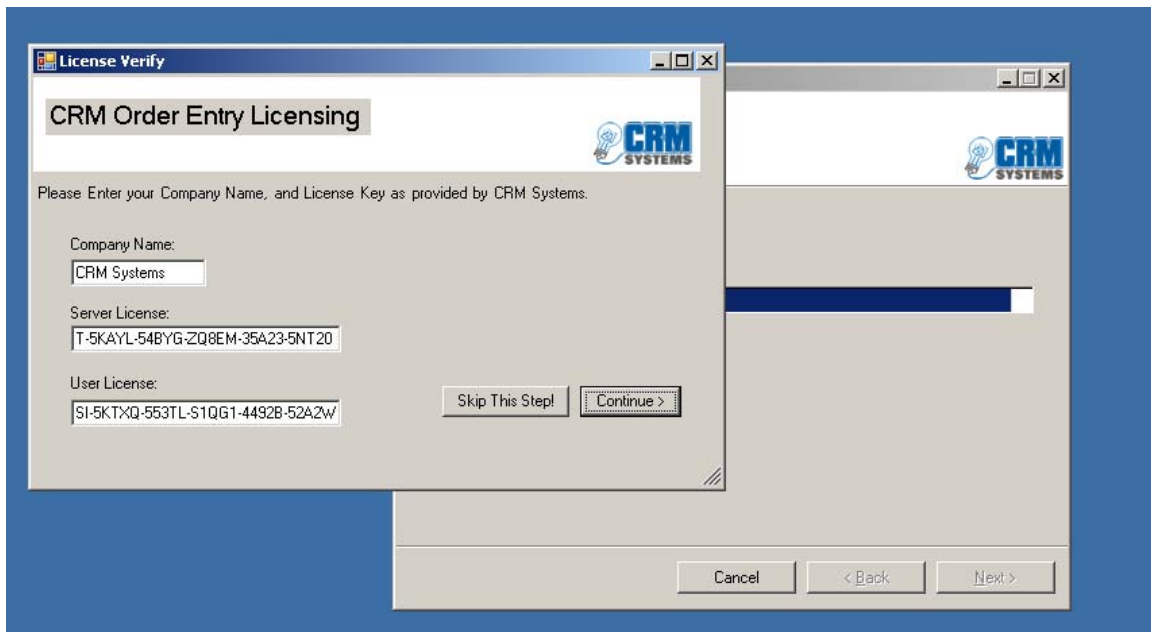 License Verify
CRM Order Entry Licensing
CRM
SYSTEMS
Please Enter your Company Name, and License Key as provided by CRM Systems.
Company Name:
CRM Systems
Server License:
T-5KAYL-54BYG-ZQ8EM-35A23-5NT20
User License:
SI-5KTXQ-553TL-S1QG1-4492B-52A2W
Skip This Step!
Continue >
CRM
SYSTEMS
Cancel
< Back
Next >